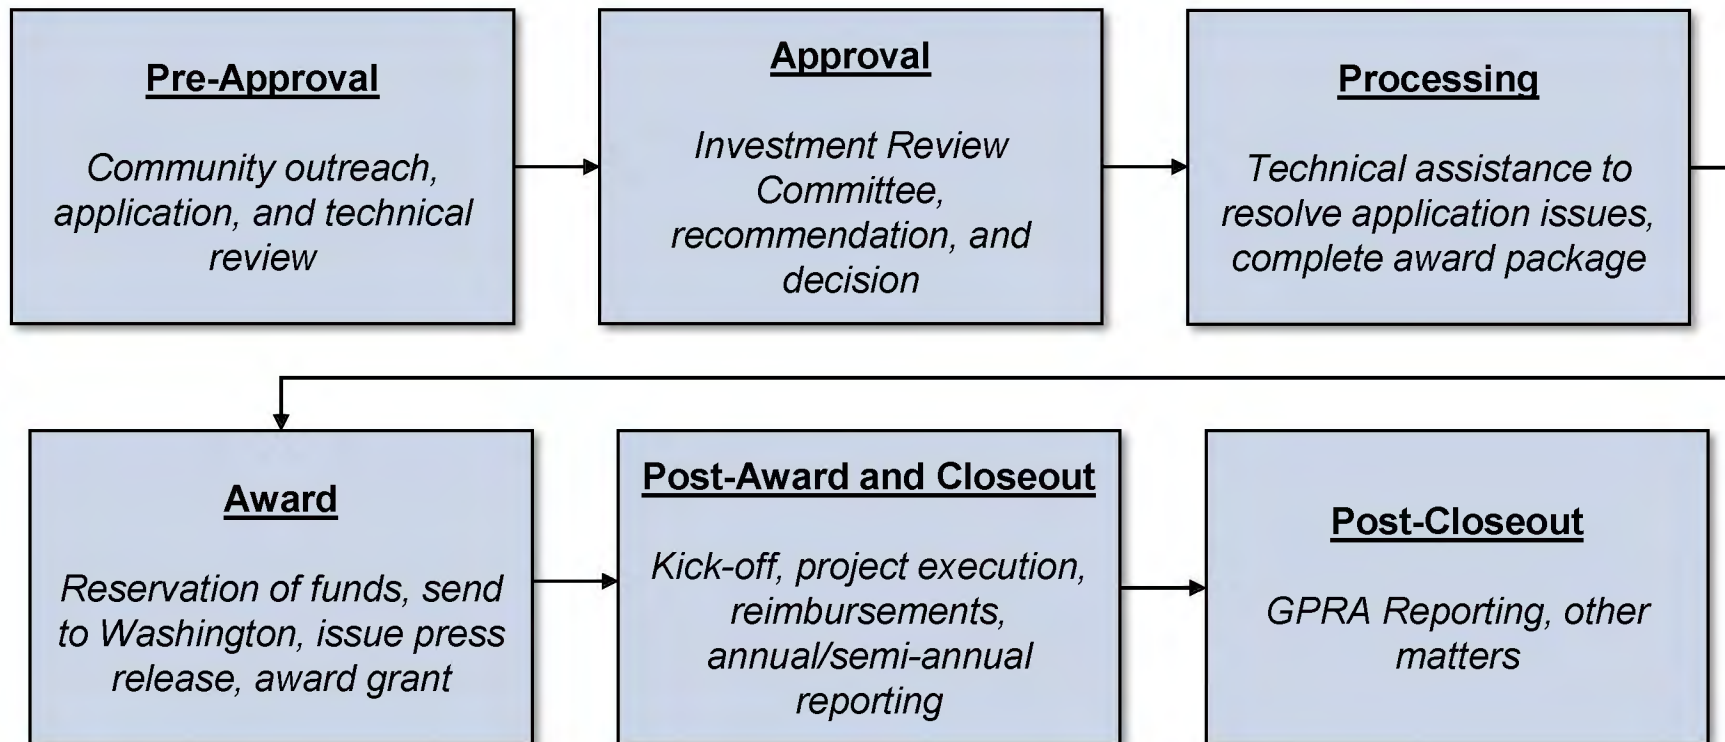 Pre-Approval
Community outreach,
application, and technical
review
Approval
Investment Review
Committee,
recommendation, and
decision
Processing
Technical assistance to
resolve application issues,
complete award package
Award
Reservation of funds, send
to Washington, issue press
release, award grant
Post-Award and Closeout
Kick-off, project execution,
reimbursements,
annual/semi-annual
reporting
Post-Closeout
GPRA Reporting, other
matters